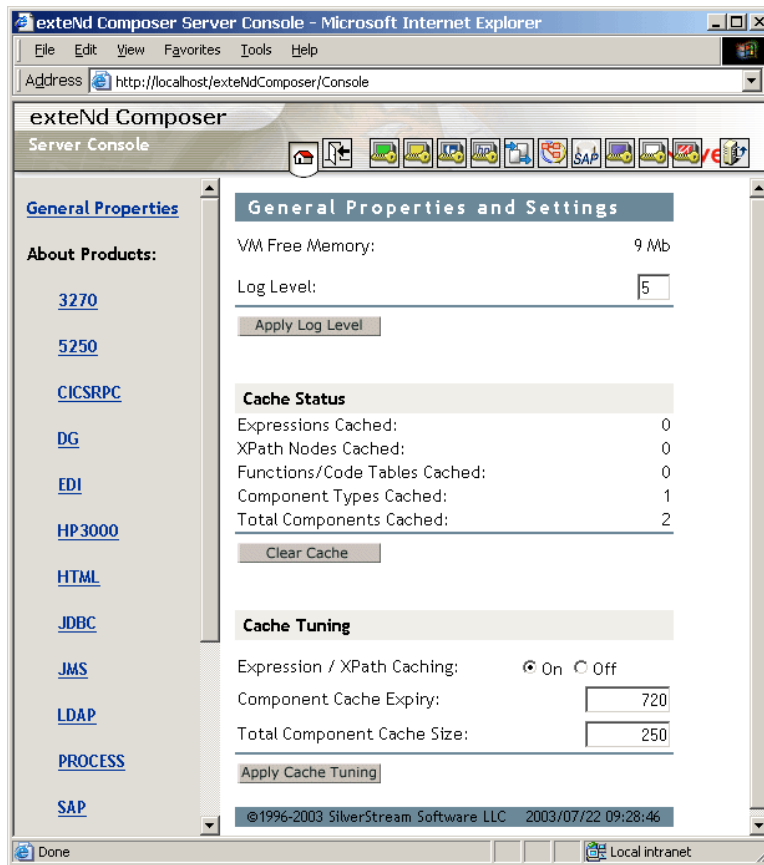 exteNd Composer Server Console - Microsoft Internet Explorer
File Edit View Favorites Tools Help
Address http://localhost/exteNdComposer/Console
exteNd Composer
Server Console
hp SAP
General Properties
About Products:
3270
5250
CICSRPC
DG
EDI
HP3000
HTML
JDBC
JMS
LDAP
PROCESS
SAP
General Properties and Settings
VM Free Memory: 9 Mb
Log Level: 5
Apply Log Level
Cache Status
Expressions Cached: 0
XPath Nodes Cached: 0
Functions/Code Tables Cached: 0
Component Types Cached: 1
Total Components Cached: 2
Clear Cache
Cache Tuning
Expression / XPath Caching: On Off
Component Cache Expiry: 720
Total Component Cache Size: 250
Apply Cache Tuning
©1996-2003 SilverStream Software LLC 2003/07/22 09:28:46
Done Local intranet